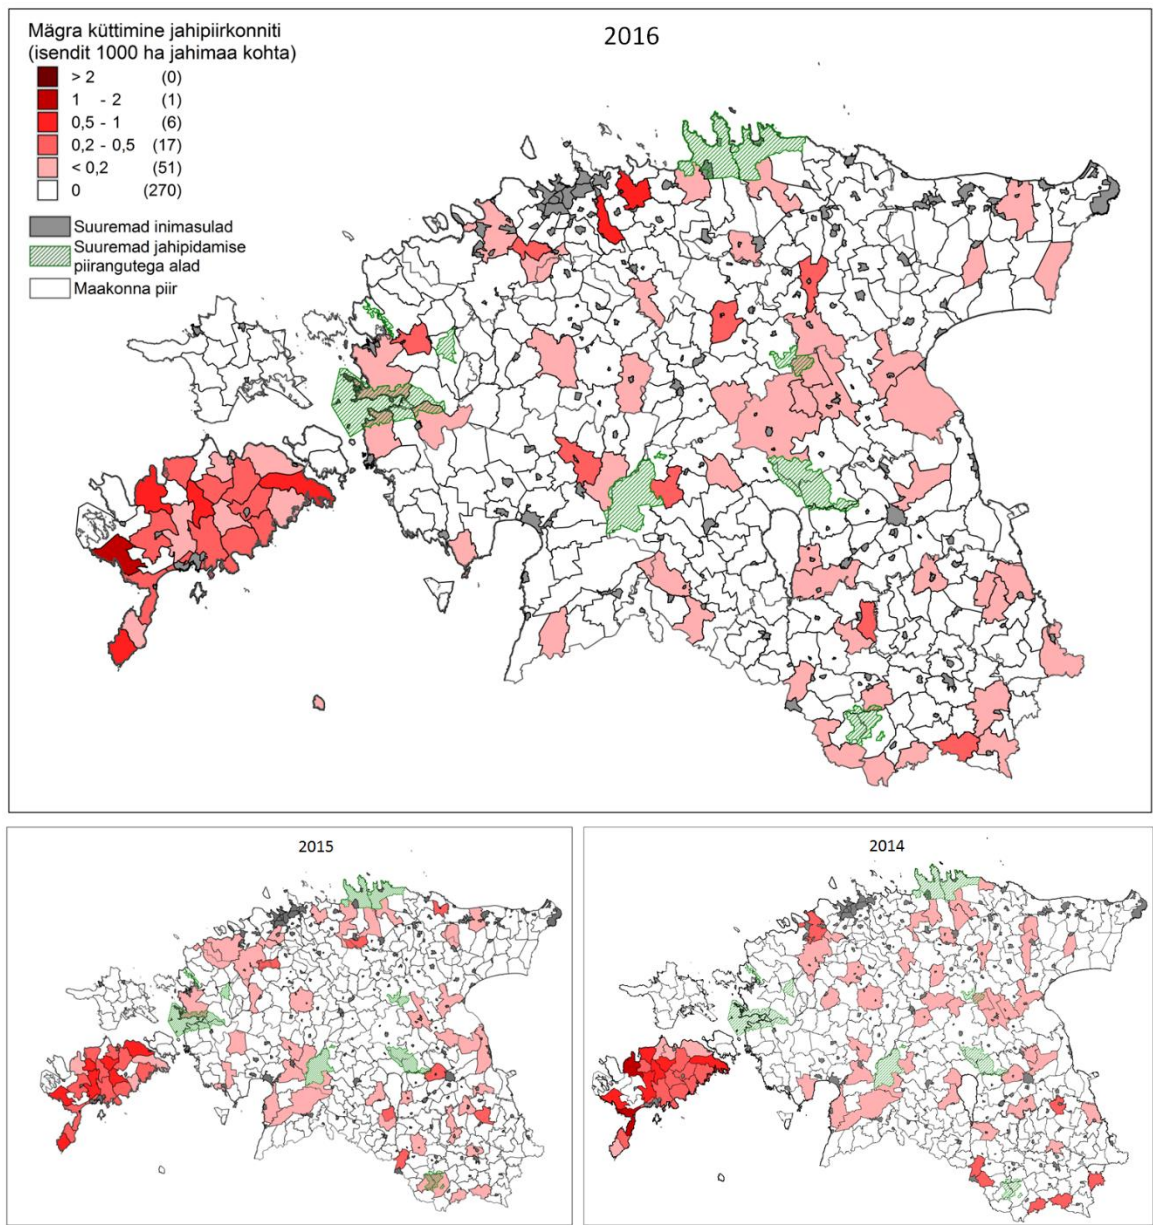 Mägra küttimine jahipiirkonniti
(isendit 1000 ha jahimaa kohta)
2016
> 2 (0)
1 - 2 (1)
0,5 - 1 (6)
0,2 - 0,5 (17)
< 0,2 (51)
0 (270)
Suuremad inimasulad
Suuremad jahipidamise
piirangutega alad
Maakonna piir
2015
2014